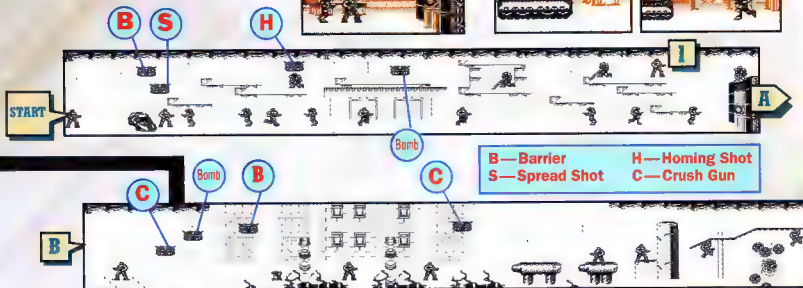 B S H
1
START
A
Bomb
B—Barrier H—Homing Shot
S—Spread Shot C—Crush Gun
C Bomb B C
B